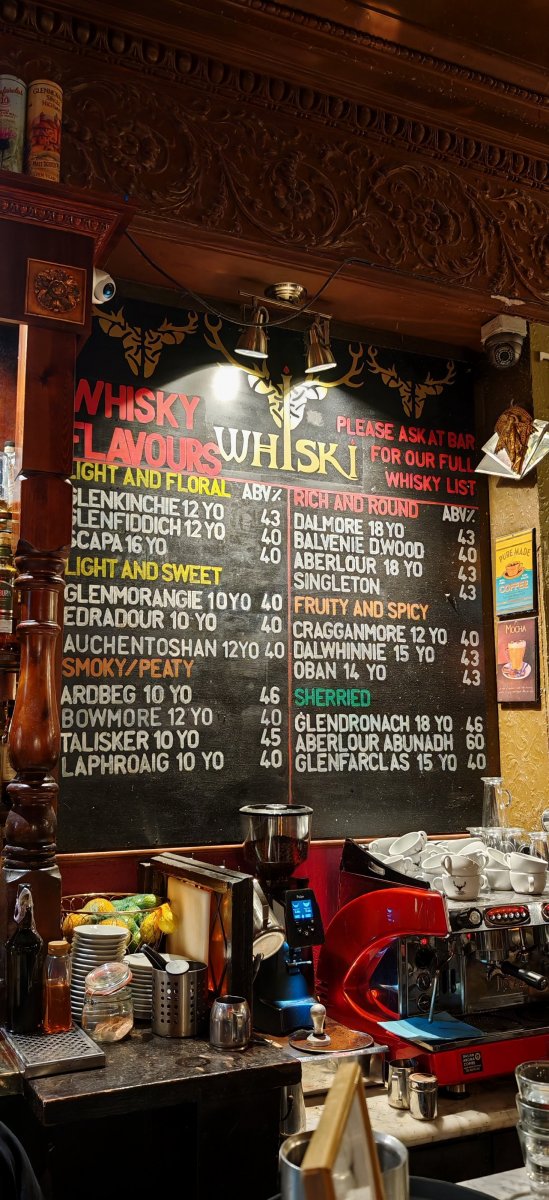 WHISKY
FLAVOURS
WHISKI
PLEASE ASK AT BAR
FOR OUR FULL
WHISKY LIST
LIGHT AND FLORAL ABV%
GLENKINCHIE 12 YO 43
GLENFIDDICH 12 YO 40
SCAPA 16 YO 40
LIGHT AND SWEET
GLENMORANGIE 10YO 40
EDRADOUR 10 YO 40
AUCHENTOSHAN 12YO 40
SMOKY/PEATY
ARDBEG 10 YO 46
BOWMORE 12 YO 40
TALISKER 10 YO 45
LAPHROAIG 10 YO 40
RICH AND ROUND ABV%
DALMORE 18 YO 43
BALVENIE DWOOD 40
ABERLOUR 18 YO 43
SINGLETON 43
FRUITY AND SPICY
CRAGGANMORE 12 YO 40
DALWHINNIE 15 YO 43
OBAN 14 YO 43
SHERRIED
GLENDRONACH 18 YO 46
ABERLOUR ABUNADH 60
GLENFARCLAS 15 YO 40
PURE MADE
COFFEE
MOCHA